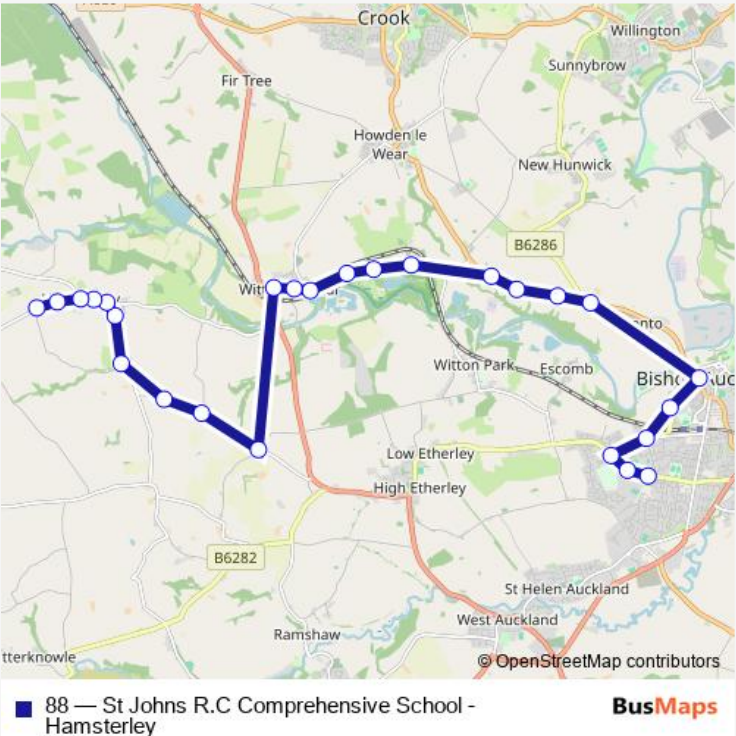 Crook
Willington
Fir Tree
Sunnybrow
Howden le
Wear
New Hunwick
B6286
Witton Park
Escomb
Low Etherley
High Etherley
B6282
St Helen Auckland
West Auckland
Ramshaw
tterknowle
© OpenStreetMap contributors
88 — St Johns R.C Comprehensive School -
Hamsterley
BusMaps